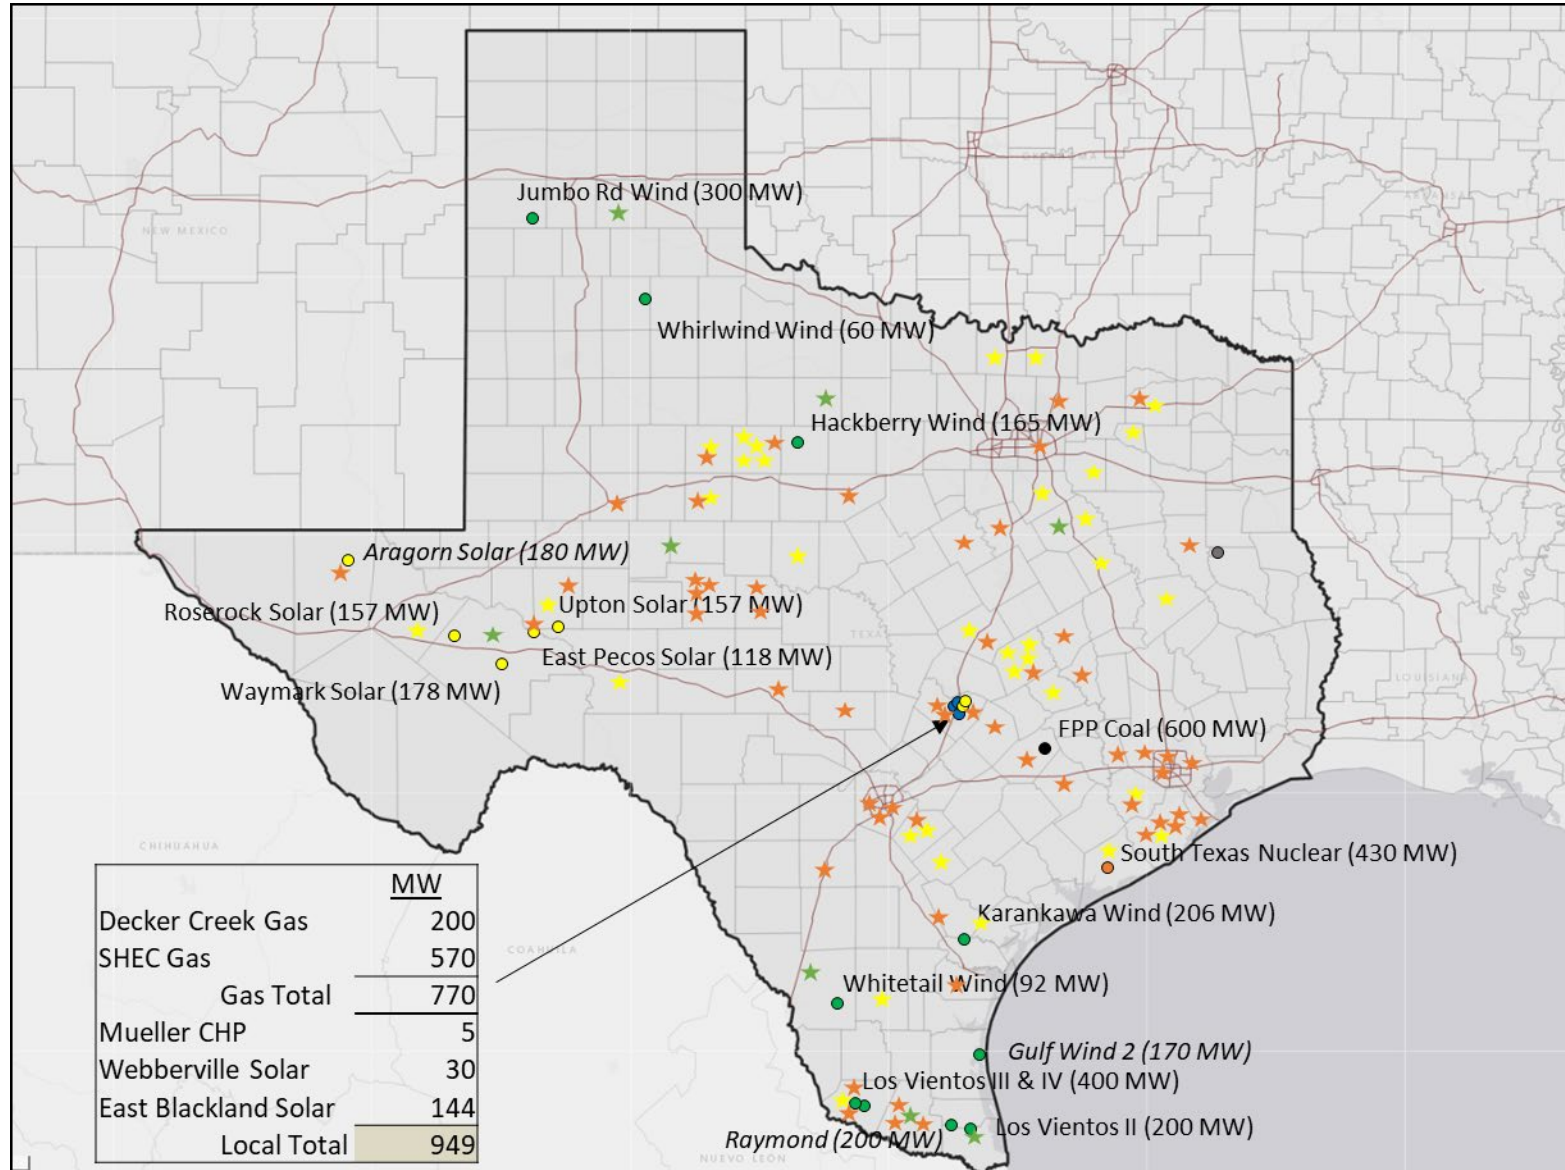 Jumbo Rd Wind (300 MW)
NEW MEXICO
OKLAHOMA
ARKANSAS
Whirlwind Wind (60 MW)
Hackberry Wind (165 MW)
Aragorn Solar (180 MW)
Roserock Solar (157 MW)
Upton Solar (157 MW)
TEXAS
East Pecos Solar (118 MW)
Waymark Solar (178 MW)
LOUISIANA
FPP Coal (600 MW)
CHIHUAHUA
South Texas Nuclear (430 MW)
MW
Decker Creek Gas 200
Karankawa Wind (206 MW)
COAHUILA
SHEC Gas 570
Whitetail Wind (92 MW)
Gas Total 770
Mueller CHP 5
Gulf Wind 2 (170 MW)
Webberville Solar 30
Los Vientos III & IV (400 MW)
East Blackland Solar 144
Los Vientos II (200 MW)
Raymond (200 MW)
Local Total 949
NUEVO LEÓN